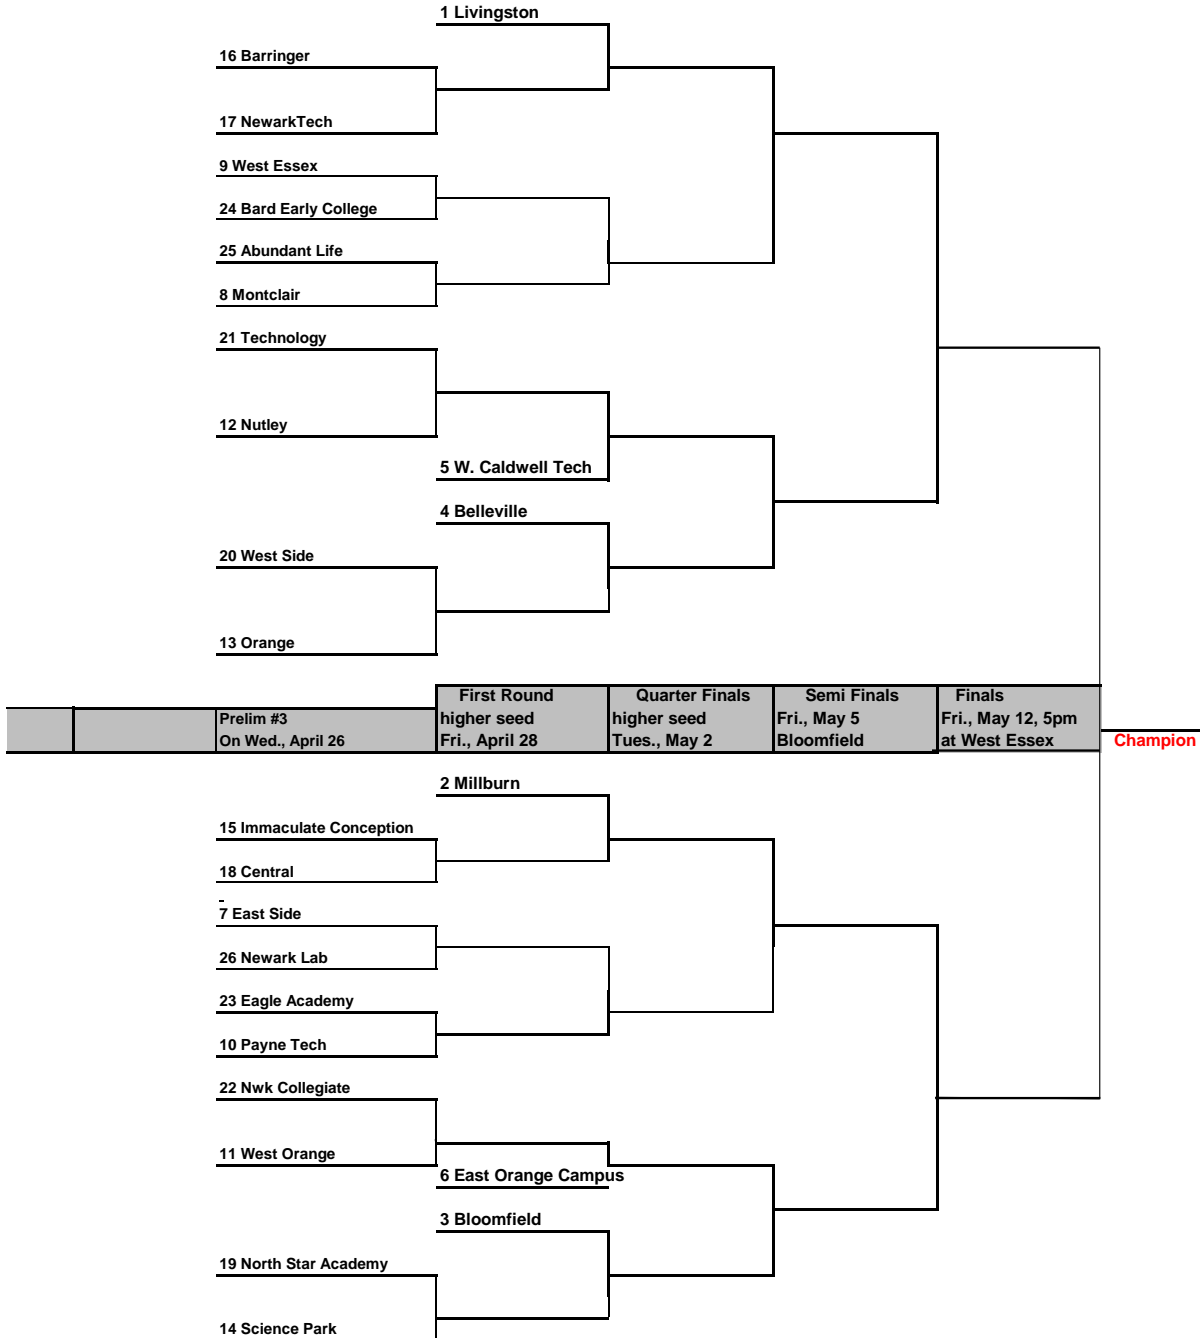 1 Livingston
16 Barringer
17 NewarkTech
9 West Essex
24 Bard Early College
25 Abundant Life
8 Montclair
21 Technology
12 Nutley
5 W. Caldwell Tech
4 Belleville
20 West Side
13 Orange
First Round Quarter Finals Semi Finals Finals
Prelim #3 higher seed higher seed Fri., May 5 Fri., May 12, 5pm
On Wed., April 26 Fri., April 28 Tues., May 2 Bloomfield at West Essex Champion
2 Millburn
15 Immaculate Conception
18 Central
-
7 East Side
26 Newark Lab
23 Eagle Academy
10 Payne Tech
22 Nwk Collegiate
11 West Orange
6 East Orange Campus
3 Bloomfield
19 North Star Academy
14 Science Park